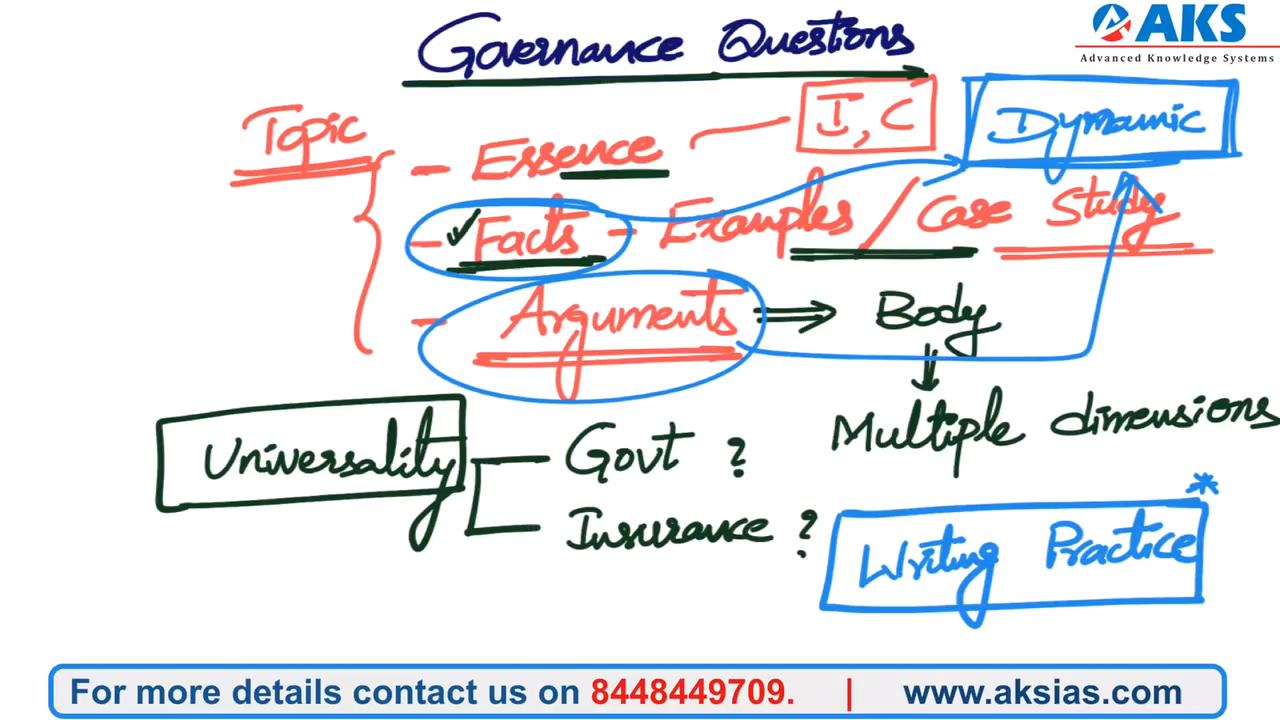 Governance Questions
AKS
Advanced Knowledge Systems
Topic
- Essence — I, C
Dynamic
- Facts - Examples / Case Study
- Arguments ⇒ Body
Multiple dimensions
Universality
Govt ?
Insurance ?
Writing Practice *
For more details contact us on 8448449709. | www.aksias.com